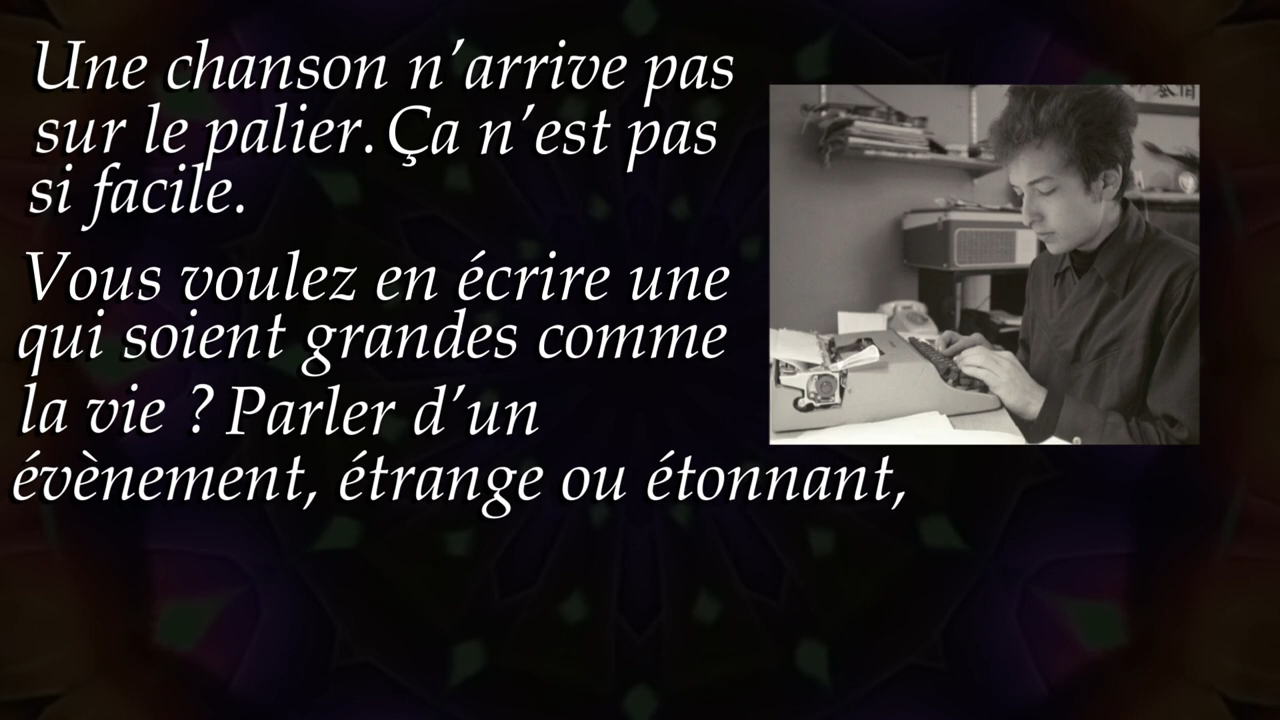 Une chanson n’arrive pas
sur le palier. Ça n’est pas
si facile.
Vous voulez en écrire une
qui soient grandes comme
la vie ? Parler d’un
évènement, étrange ou étonnant,